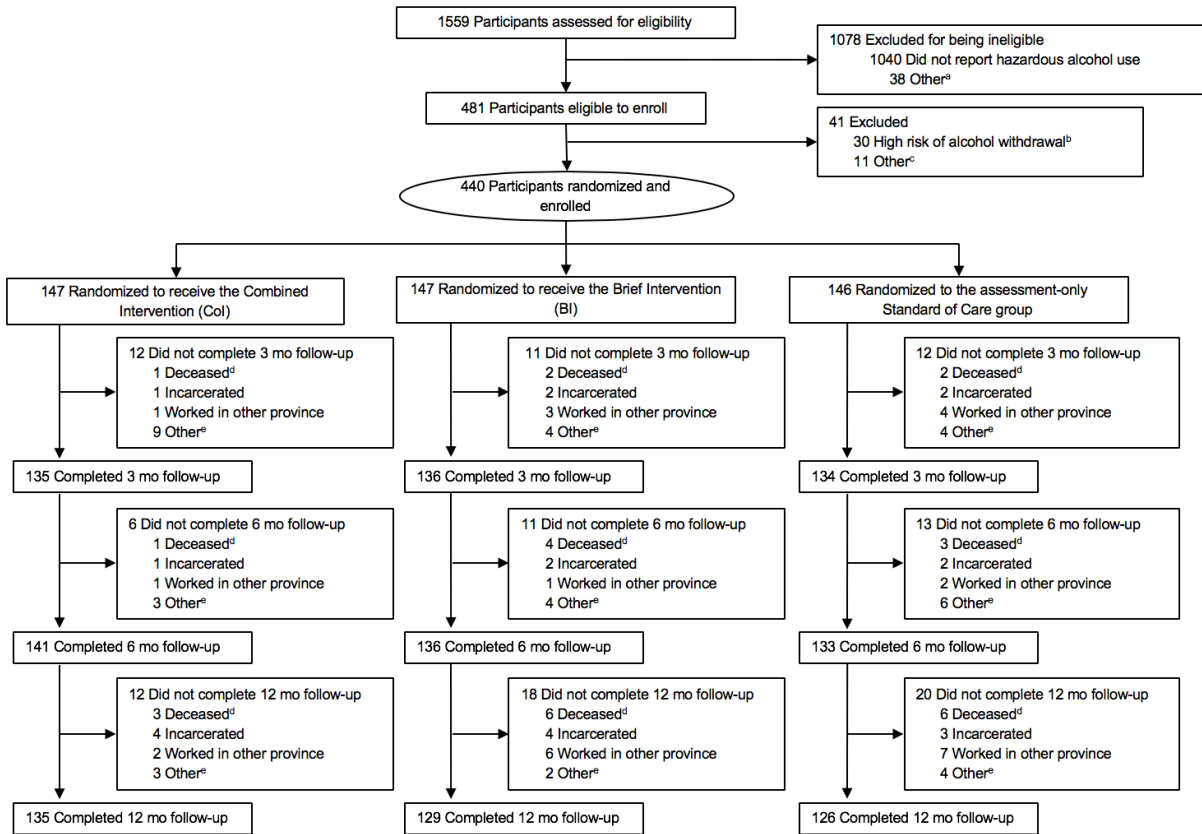 1559 Participants assessed for eligibility
1078 Excluded for being ineligible
1040 Did not report hazardous alcohol use
38 Otherᵃ
481 Participants eligible to enroll
41 Excluded
30 High risk of alcohol withdrawalᵇ
11 Otherᶜ
440 Participants randomized and
enrolled
147 Randomized to receive the Combined
Intervention (CoI)
147 Randomized to receive the Brief Intervention
(BI)
146 Randomized to the assessment-only
Standard of Care group
12 Did not complete 3 mo follow-up
1 Deceasedᵈ
1 Incarcerated
1 Worked in other province
9 Otherᵉ
11 Did not complete 3 mo follow-up
2 Deceasedᵈ
2 Incarcerated
3 Worked in other province
4 Otherᵉ
12 Did not complete 3 mo follow-up
2 Deceasedᵈ
2 Incarcerated
4 Worked in other province
4 Otherᵉ
135 Completed 3 mo follow-up
136 Completed 3 mo follow-up
134 Completed 3 mo follow-up
6 Did not complete 6 mo follow-up
1 Deceasedᵈ
1 Incarcerated
1 Worked in other province
3 Otherᵉ
11 Did not complete 6 mo follow-up
4 Deceasedᵈ
2 Incarcerated
1 Worked in other province
4 Otherᵉ
13 Did not complete 6 mo follow-up
3 Deceasedᵈ
2 Incarcerated
2 Worked in other province
6 Otherᵉ
141 Completed 6 mo follow-up
136 Completed 6 mo follow-up
133 Completed 6 mo follow-up
12 Did not complete 12 mo follow-up
3 Deceasedᵈ
4 Incarcerated
2 Worked in other province
3 Otherᵉ
18 Did not complete 12 mo follow-up
6 Deceasedᵈ
4 Incarcerated
6 Worked in other province
2 Otherᵉ
20 Did not complete 12 mo follow-up
6 Deceasedᵈ
3 Incarcerated
7 Worked in other province
4 Otherᵉ
135 Completed 12 mo follow-up
129 Completed 12 mo follow-up
126 Completed 12 mo follow-up